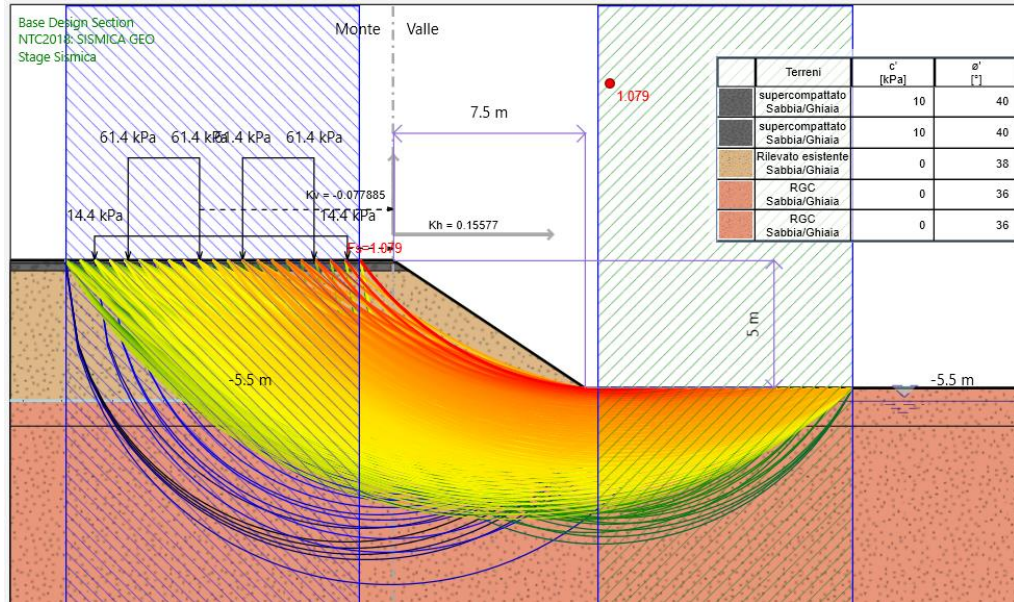 Base Design Section
NTC2018: SISMICA GEO
Stage Sismica
Monte
Valle
7.5 m
1.079
61.4 kPa
61.4 kPa
61.4 kPa
61.4 kPa
Kv = -0.077885
14.4 kPa
14.4 kPa
Kh = 0.15577
Fs=1.079
5 m
-5.5 m
-5.5 m
Terreni c' [kPa] ø' [°]
supercompattato Sabbia/Ghiaia 10 40
supercompattato Sabbia/Ghiaia 10 40
Rilevato esistente Sabbia/Ghiaia 0 38
RGC Sabbia/Ghiaia 0 36
RGC Sabbia/Ghiaia 0 36